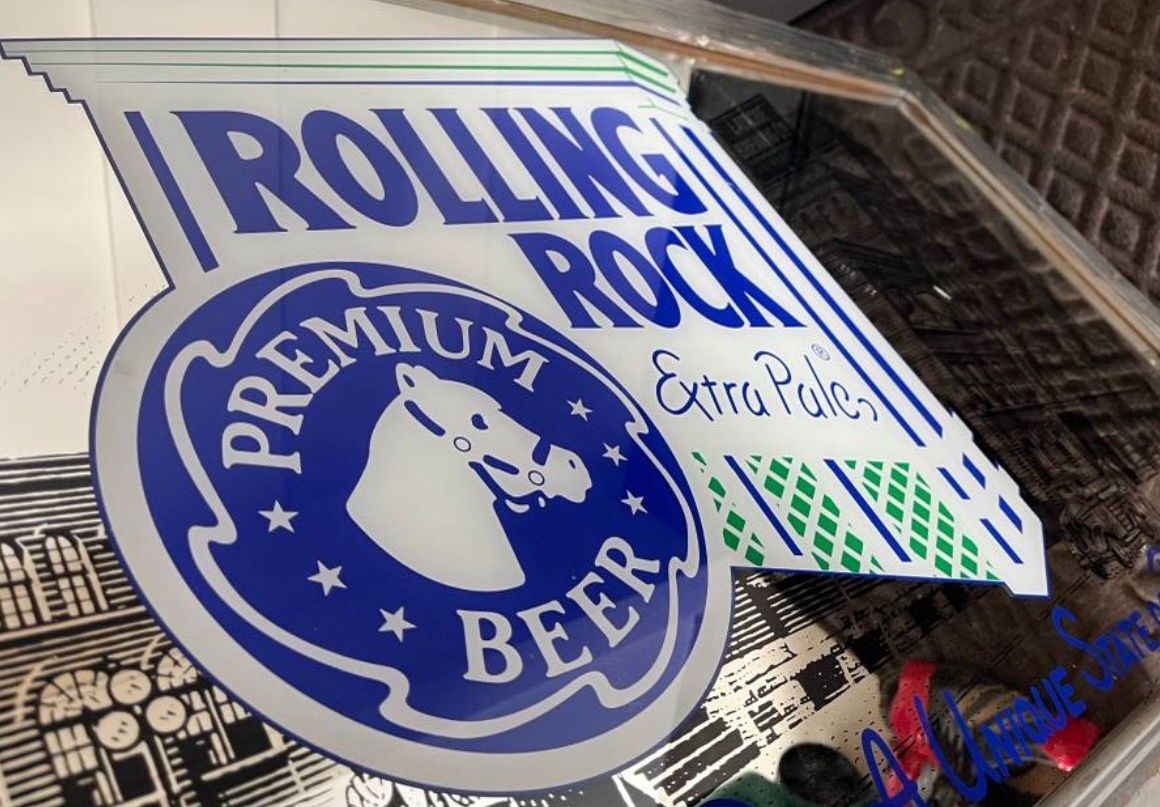 ROLLING
ROCK
Extra Pale®
PREMIUM
BEER
A UNIQUE STATE